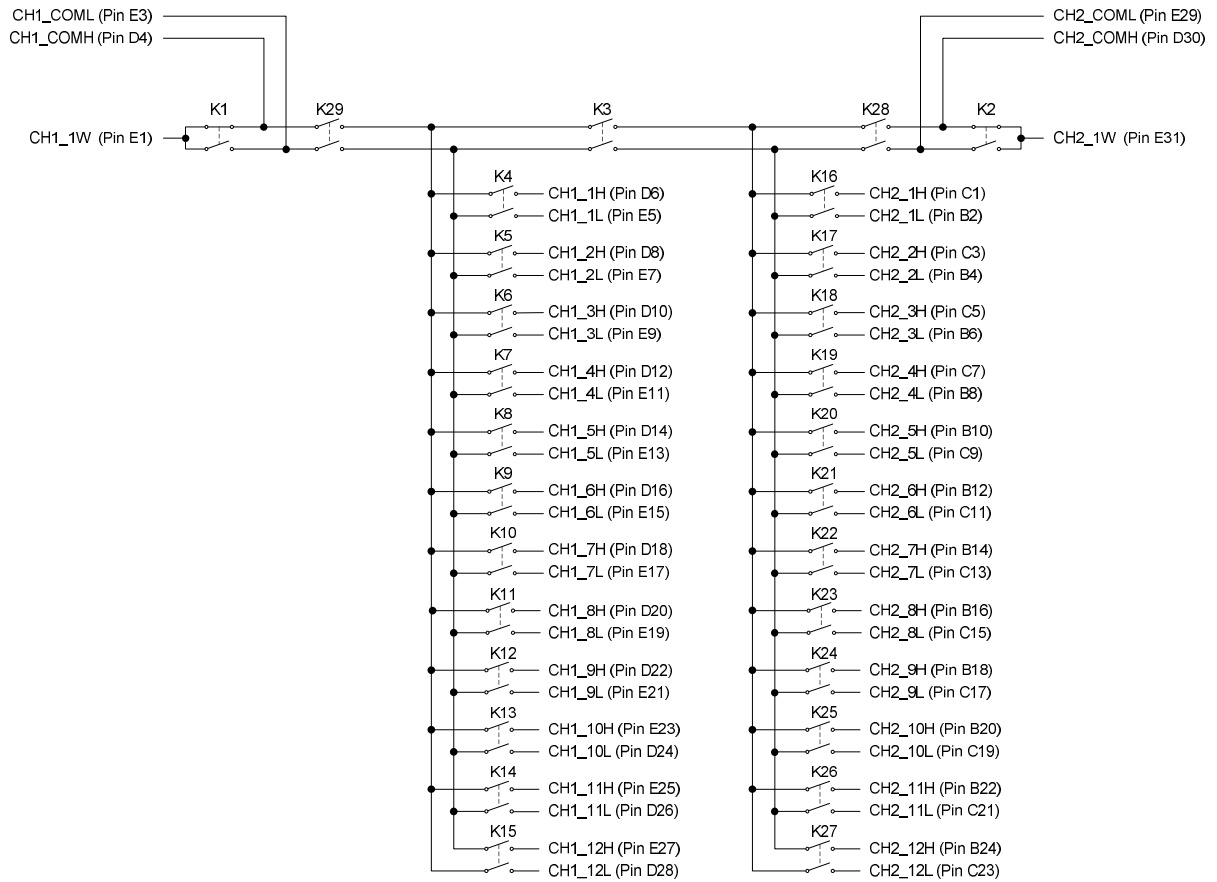 CH1_COML (Pin E3)
CH2_COML (Pin E29)
CH1_COMH (Pin D4)
CH2_COMH (Pin D30)
K1
K29
K3
K28
K2
CH1_1W (Pin E1)
CH2_1W (Pin E31)
K4
CH1_1H (Pin D6)
CH1_1L (Pin E5)
K5
CH1_2H (Pin D8)
CH1_2L (Pin E7)
K6
CH1_3H (Pin D10)
CH1_3L (Pin E9)
K7
CH1_4H (Pin D12)
CH1_4L (Pin E11)
K8
CH1_5H (Pin D14)
CH1_5L (Pin E13)
K9
CH1_6H (Pin D16)
CH1_6L (Pin E15)
K10
CH1_7H (Pin D18)
CH1_7L (Pin E17)
K11
CH1_8H (Pin D20)
CH1_8L (Pin E19)
K12
CH1_9H (Pin D22)
CH1_9L (Pin E21)
K13
CH1_10H (Pin E23)
CH1_10L (Pin D24)
K14
CH1_11H (Pin E25)
CH1_11L (Pin D26)
K15
CH1_12H (Pin E27)
CH1_12L (Pin D28)
K16
CH2_1H (Pin C1)
CH2_1L (Pin B2)
K17
CH2_2H (Pin C3)
CH2_2L (Pin B4)
K18
CH2_3H (Pin C5)
CH2_3L (Pin B6)
K19
CH2_4H (Pin C7)
CH2_4L (Pin B8)
K20
CH2_5H (Pin B10)
CH2_5L (Pin C9)
K21
CH2_6H (Pin B12)
CH2_6L (Pin C11)
K22
CH2_7H (Pin B14)
CH2_7L (Pin C13)
K23
CH2_8H (Pin B16)
CH2_8L (Pin C15)
K24
CH2_9H (Pin B18)
CH2_9L (Pin C17)
K25
CH2_10H (Pin B20)
CH2_10L (Pin C19)
K26
CH2_11H (Pin B22)
CH2_11L (Pin C21)
K27
CH2_12H (Pin B24)
CH2_12L (Pin C23)